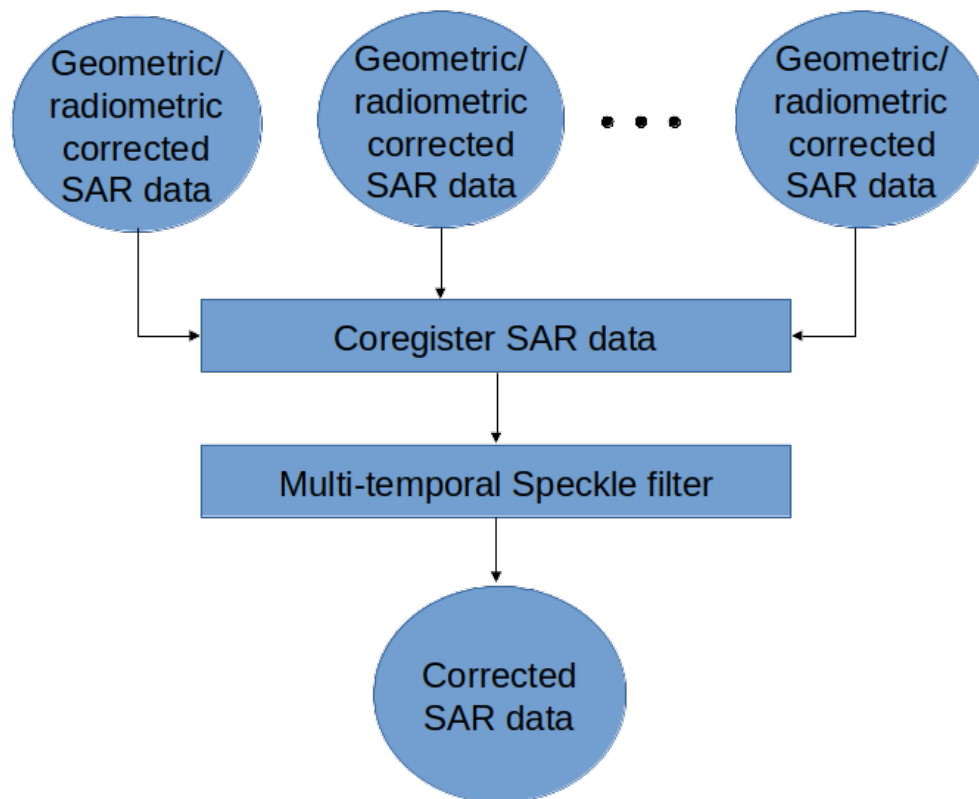 Geometric/
radiometric
corrected
SAR data
Geometric/
radiometric
corrected
SAR data
Geometric/
radiometric
corrected
SAR data
Coregister SAR data
Multi-temporal Speckle filter
Corrected
SAR data